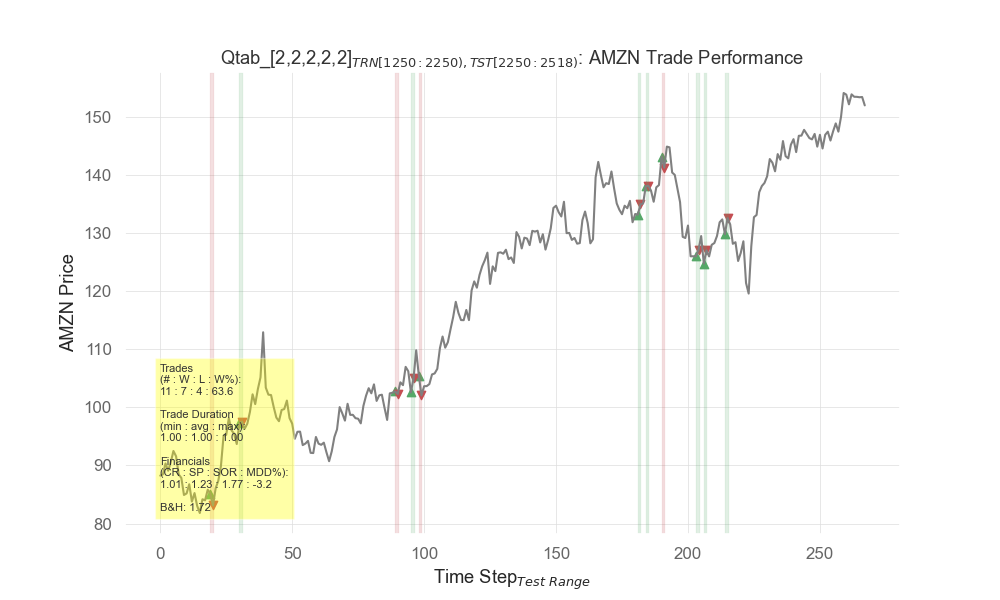 Qtab_[2,2,2,2,2]TRN[1250:2250),TST[2250:2518): AMZN Trade Performance
AMZN Price
150
140
130
120
110
100
90
80
Trades
(# : W : L : W%):
11 : 7 : 4 : 63.6
Trade Duration
(min : avg : max):
1.00 : 1.00 : 1.00
Financials
(CR : SP : SOR : MDD%):
1.01 : 1.23 : 1.77 : -3.2
B&H: 1.72
0 50 100 150 200 250
Time Step Test Range